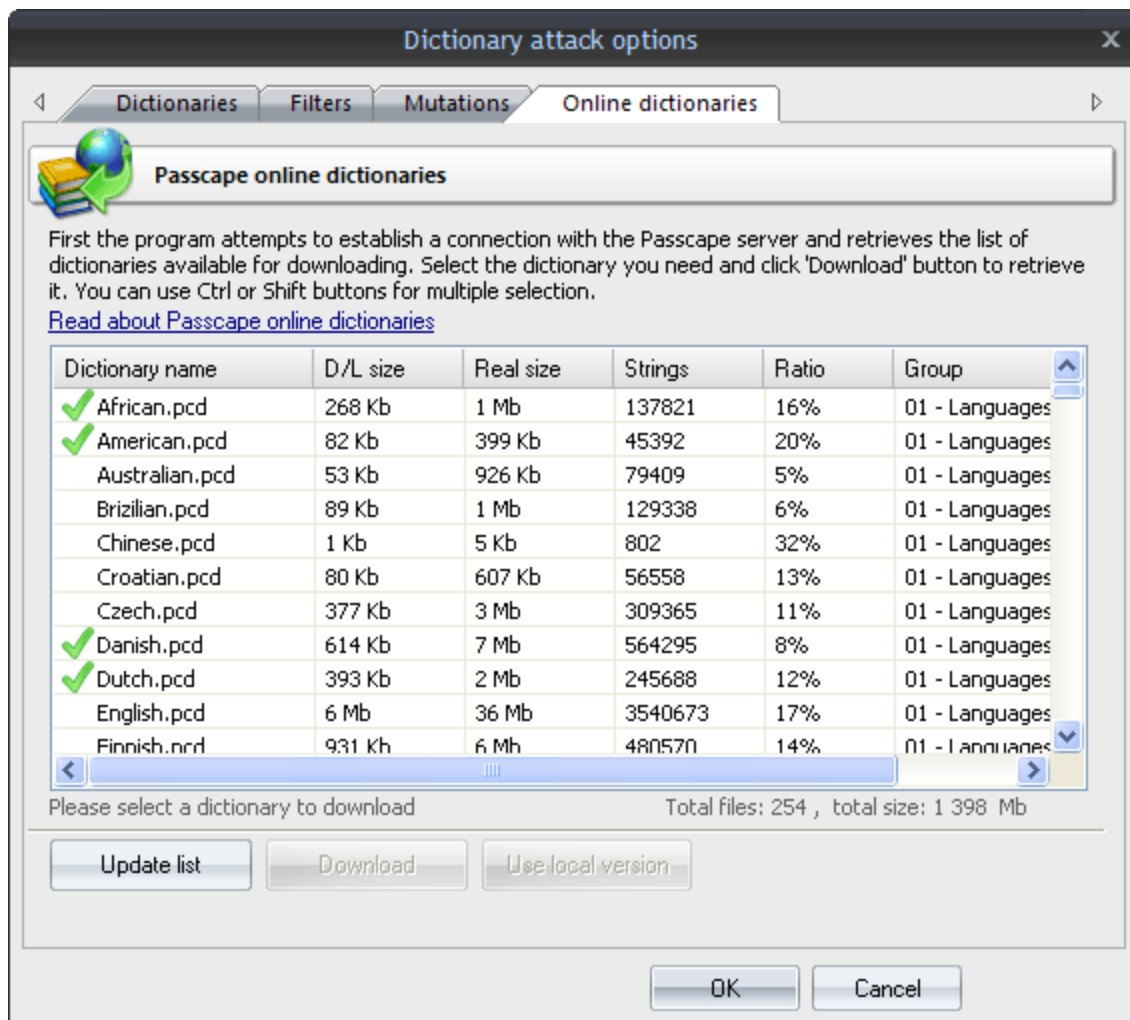 Dictionary attack options
Dictionaries Filters Mutations Online dictionaries
Passcape online dictionaries
First the program attempts to establish a connection with the Passcape server and retrieves the list of
dictionaries available for downloading. Select the dictionary you need and click 'Download' button to retrieve
it. You can use Ctrl or Shift buttons for multiple selection.
Read about Passcape online dictionaries
Dictionary name D/L size Real size Strings Ratio Group
African.pcd 268 Kb 1 Mb 137821 16% 01 - Languages
American.pcd 82 Kb 399 Kb 45392 20% 01 - Languages
Australian.pcd 53 Kb 926 Kb 79409 5% 01 - Languages
Brizilian.pcd 89 Kb 1 Mb 129338 6% 01 - Languages
Chinese.pcd 1 Kb 5 Kb 802 32% 01 - Languages
Croatian.pcd 80 Kb 607 Kb 56558 13% 01 - Languages
Czech.pcd 377 Kb 3 Mb 309365 11% 01 - Languages
Danish.pcd 614 Kb 7 Mb 564295 8% 01 - Languages
Dutch.pcd 393 Kb 2 Mb 245688 12% 01 - Languages
English.pcd 6 Mb 36 Mb 3540673 17% 01 - Languages
Finnish.pcd 931 Kb 6 Mb 480570 14% 01 - Languages
Please select a dictionary to download Total files: 254 , total size: 1 398 Mb
Update list Download Use local version
OK Cancel